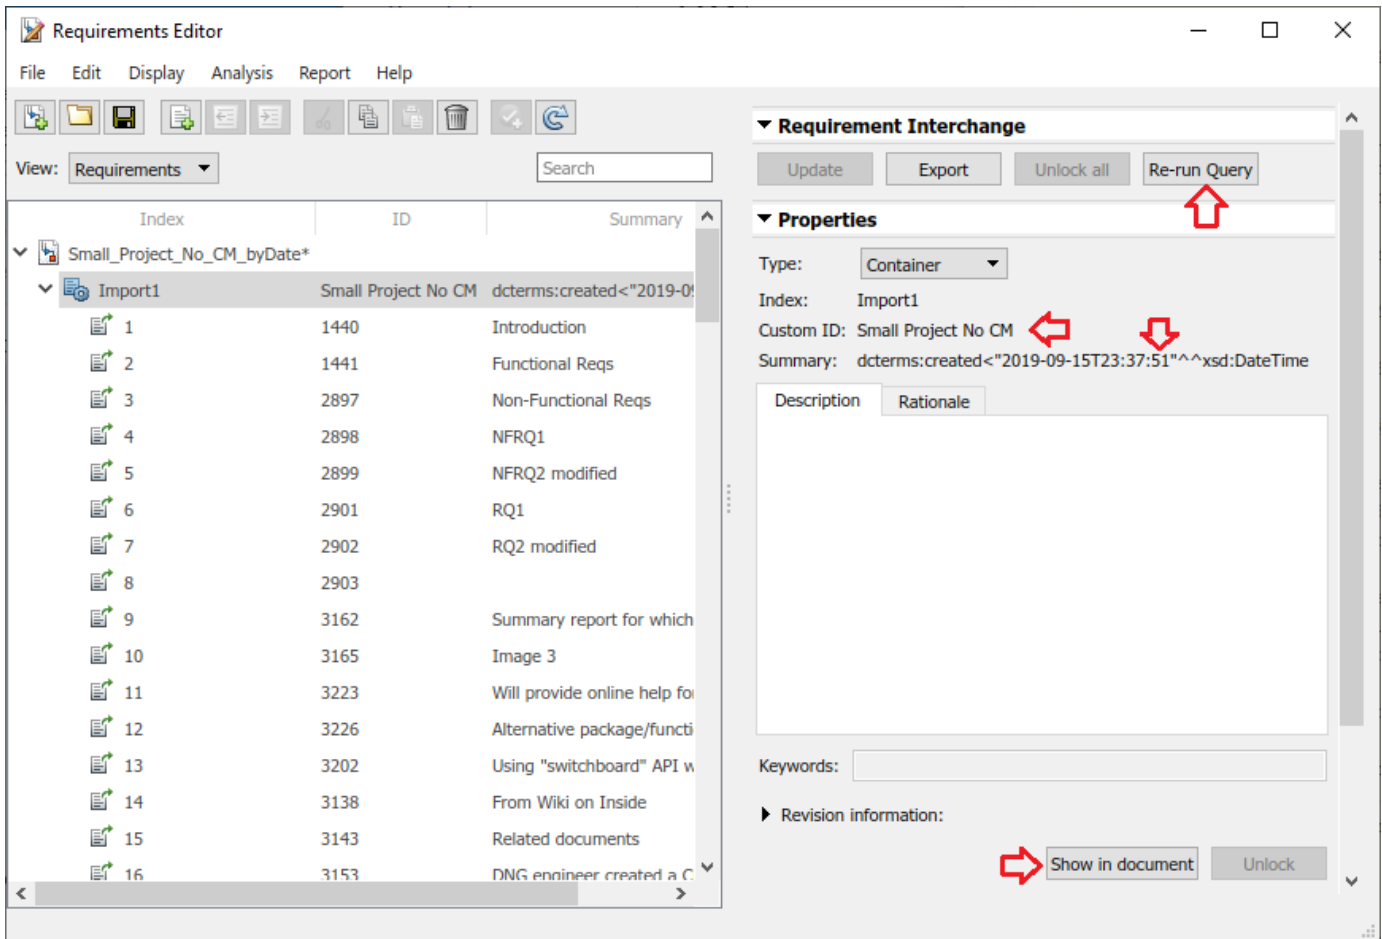 Requirements Editor
File Edit Display Analysis Report Help
View: Requirements Search
Index ID Summary
Small_Project_No_CM_byDate*
Import1 Small Project No CM dcterms:created<"2019-0
1 1440 Introduction
2 1441 Functional Reqs
3 2897 Non-Functional Reqs
4 2898 NFRQ1
5 2899 NFRQ2 modified
6 2901 RQ1
7 2902 RQ2 modified
8 2903
9 3162 Summary report for which
10 3165 Image 3
11 3223 Will provide online help for
12 3226 Alternative package/functi
13 3202 Using "switchboard" API w
14 3138 From Wiki on Inside
15 3143 Related documents
16 3153 DNG engineer created a C
Requirement Interchange
Update Export Unlock all Re-run Query
Properties
Type: Container
Index: Import1
Custom ID: Small Project No CM
Summary: dcterms:created<"2019-09-15T23:37:51"^^xsd:DateTime
Description Rationale
Keywords:
Revision information:
Show in document Unlock